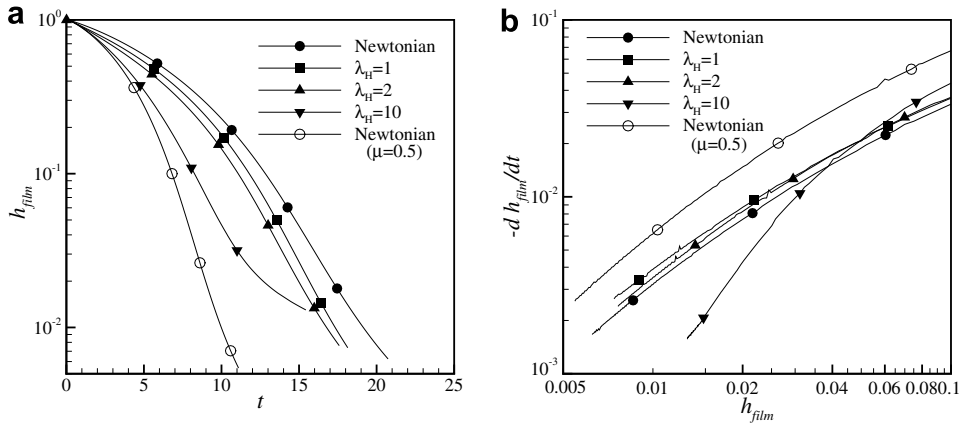 a
10⁰
10⁻¹
10⁻²
h_film
0
5
10
15
20
25
t
Newtonian
λ_H=1
λ_H=2
λ_H=10
Newtonian
(μ=0.5)
b
10⁻¹
10⁻²
10⁻³
-d h_film/dt
0.005
0.01
0.02
0.04
0.06
0.08
0.1
h_film
Newtonian
λ_H=1
λ_H=2
λ_H=10
Newtonian
(μ=0.5)